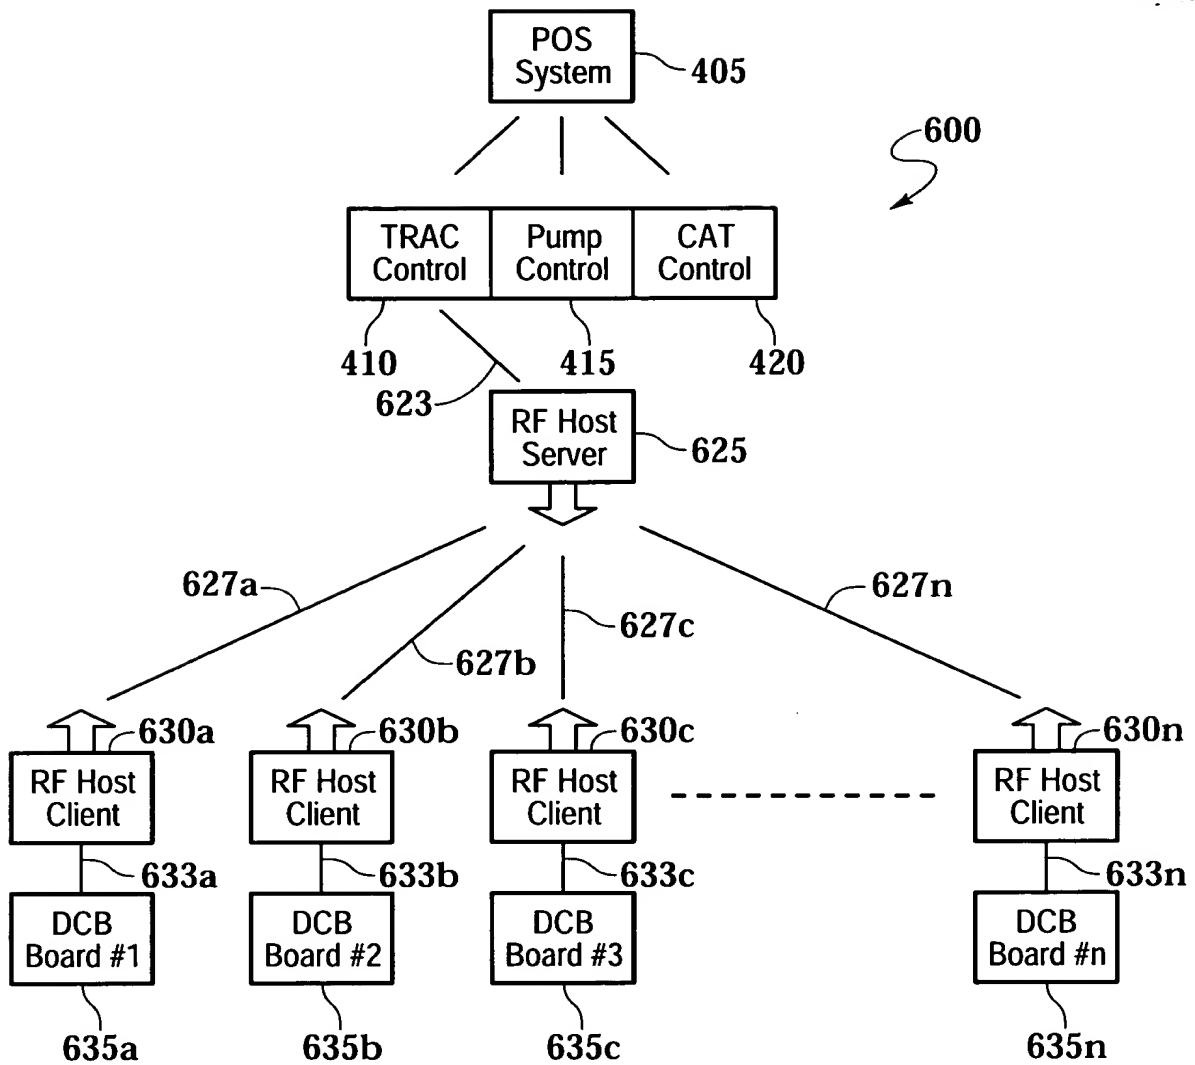 POS
System
405
600
TRAC
Control
Pump
Control
CAT
Control
410
415
420
623
RF Host
Server
625
627a
627b
627c
627n
630a
630b
630c
630n
RF Host
Client
RF Host
Client
RF Host
Client
RF Host
Client
633a
633b
633c
633n
DCB
Board #1
DCB
Board #2
DCB
Board #3
DCB
Board #n
635a
635b
635c
635n